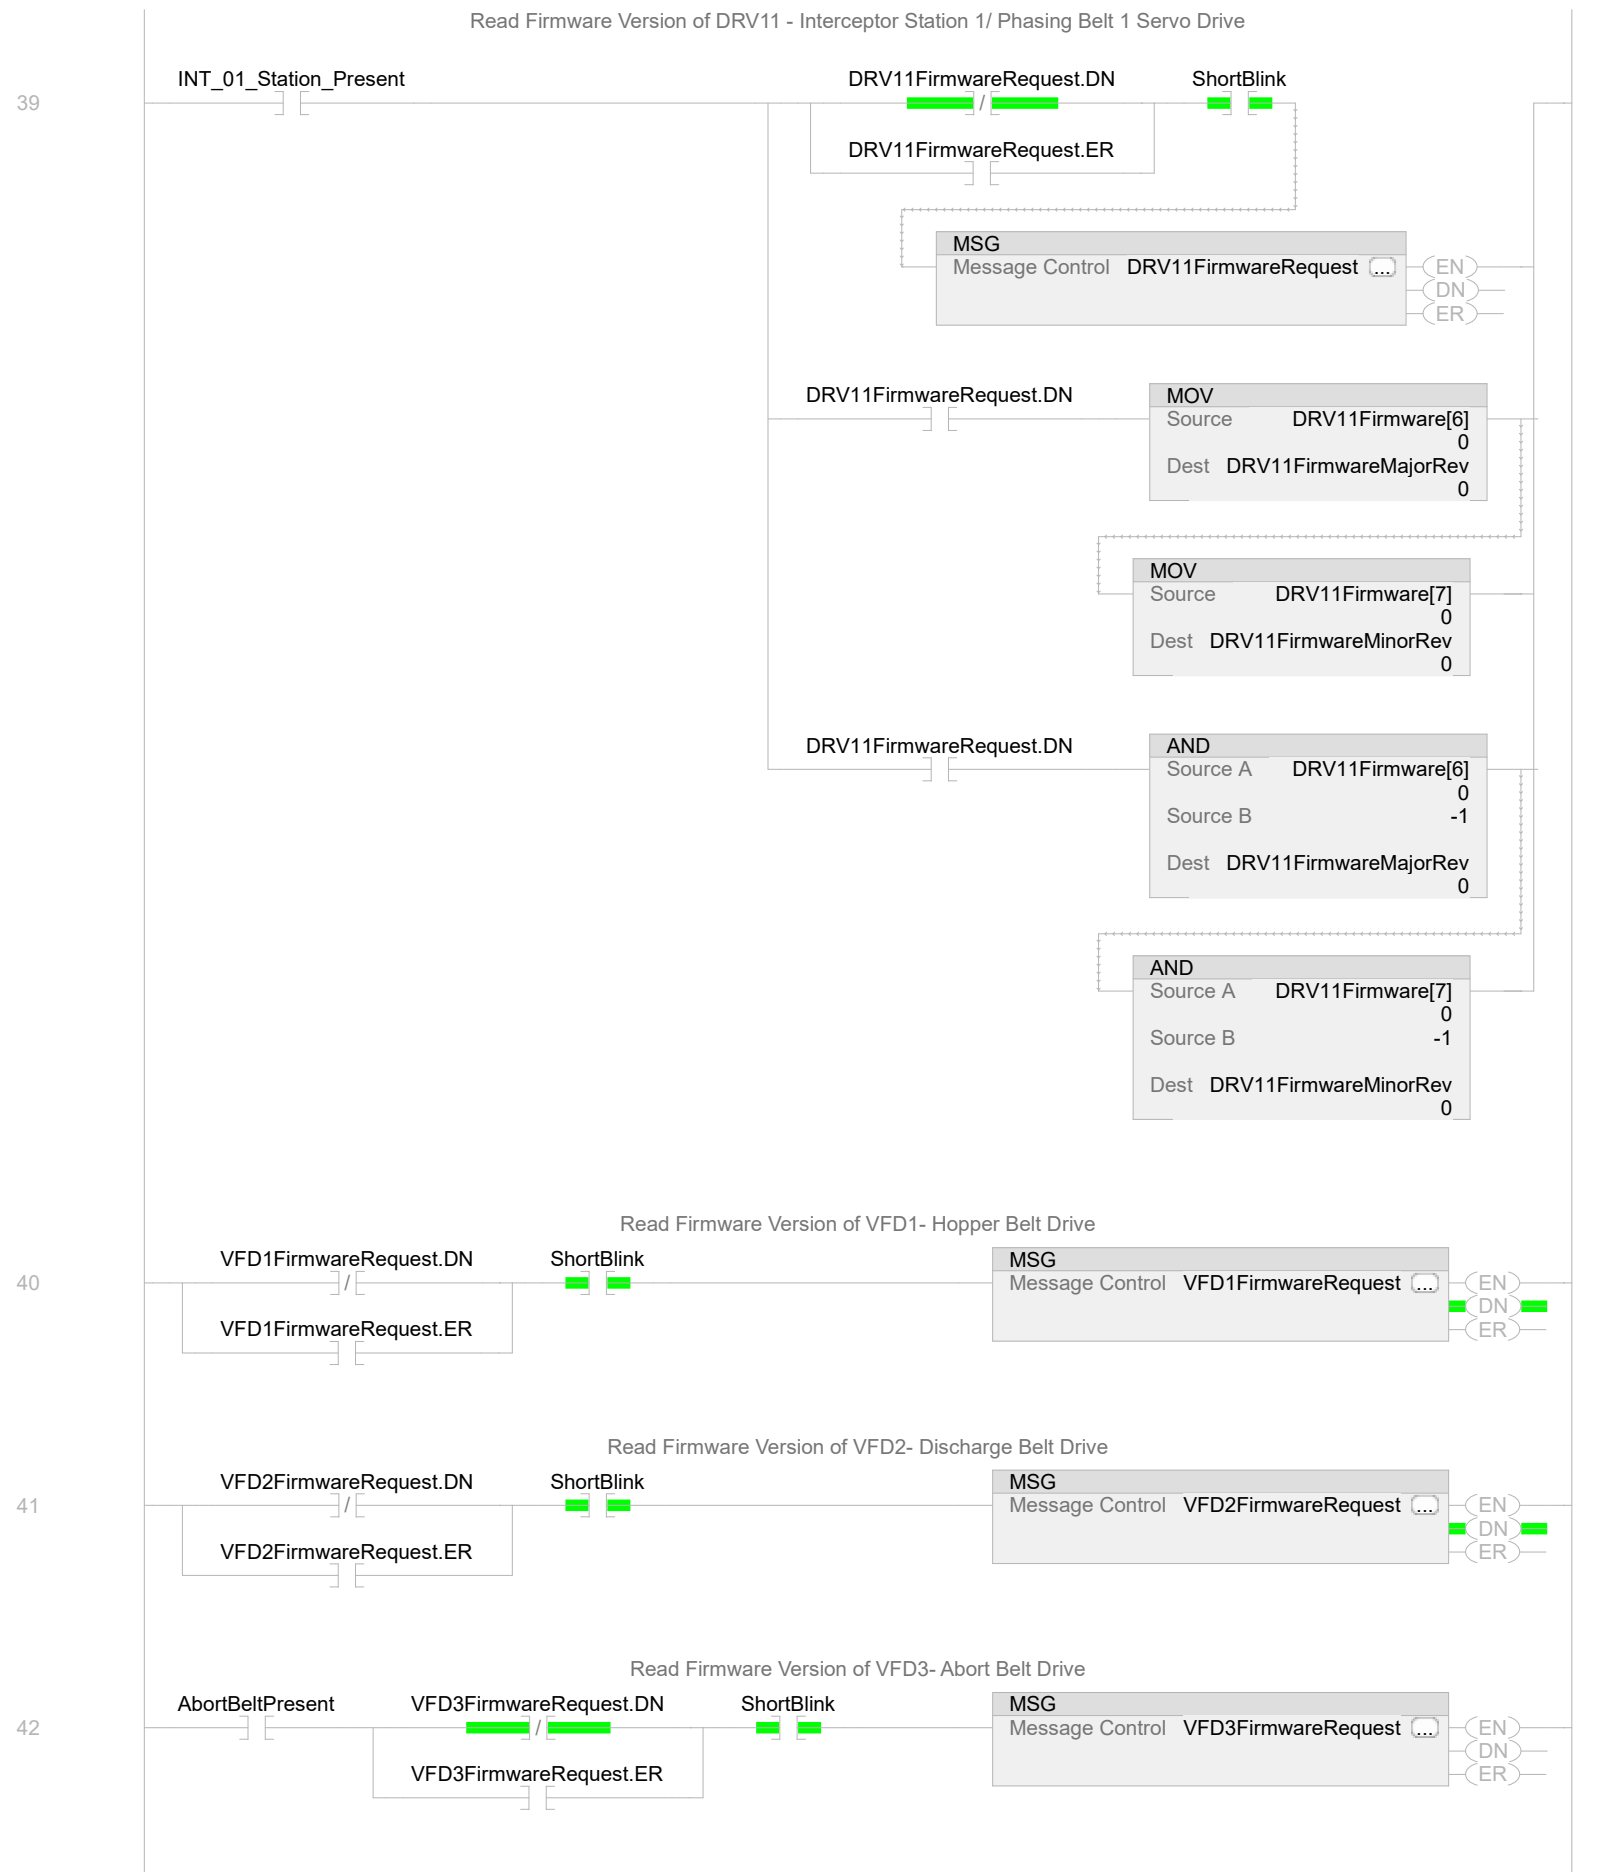 Read Firmware Version of DRV11 - Interceptor Station 1/ Phasing Belt 1 Servo Drive
39
INT_01_Station_Present
DRV11FirmwareRequest.DN
ShortBlink
/
DRV11FirmwareRequest.ER
MSG
Message Control DRV11FirmwareRequest ...
EN
DN
ER
DRV11FirmwareRequest.DN
MOV
Source DRV11Firmware[6]
0
Dest DRV11FirmwareMajorRev
0
MOV
Source DRV11Firmware[7]
0
Dest DRV11FirmwareMinorRev
0
DRV11FirmwareRequest.DN
AND
Source A DRV11Firmware[6]
0
Source B -1
Dest DRV11FirmwareMajorRev
0
AND
Source A DRV11Firmware[7]
0
Source B -1
Dest DRV11FirmwareMinorRev
0
Read Firmware Version of VFD1- Hopper Belt Drive
40
VFD1FirmwareRequest.DN
ShortBlink
/
VFD1FirmwareRequest.ER
MSG
Message Control VFD1FirmwareRequest ...
EN
DN
ER
Read Firmware Version of VFD2- Discharge Belt Drive
41
VFD2FirmwareRequest.DN
ShortBlink
/
VFD2FirmwareRequest.ER
MSG
Message Control VFD2FirmwareRequest ...
EN
DN
ER
Read Firmware Version of VFD3- Abort Belt Drive
42
AbortBeltPresent
VFD3FirmwareRequest.DN
ShortBlink
/
VFD3FirmwareRequest.ER
MSG
Message Control VFD3FirmwareRequest ...
EN
DN
ER